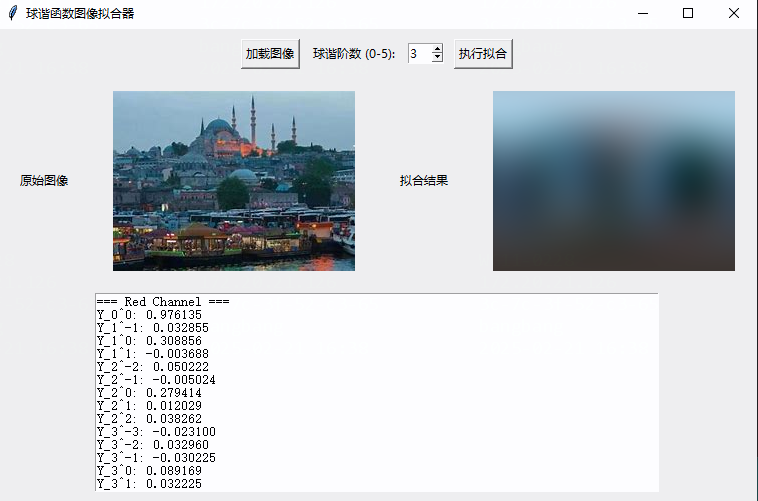 球谐函数图像拟合器
加载图像 球谐阶数 (0-5): 3 执行拟合
原始图像
拟合结果
=== Red Channel ===
Y_0^0: 0.976135
Y_1^-1: 0.032855
Y_1^0: 0.308856
Y_1^1: -0.003688
Y_2^-2: 0.050222
Y_2^-1: -0.005024
Y_2^0: 0.279414
Y_2^1: 0.012029
Y_2^2: 0.038262
Y_3^-3: -0.023100
Y_3^-2: 0.032960
Y_3^-1: -0.030225
Y_3^0: 0.089169
Y_3^1: 0.032225